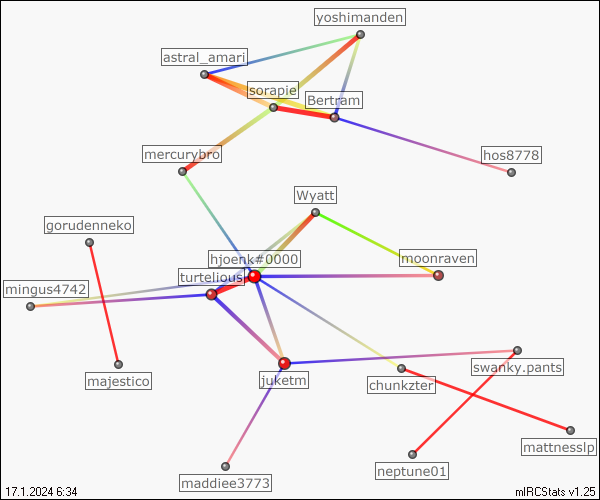 yoshimanden
astral_amari
sorapie
Bertram
mercurybro
hos8778
Wyatt
gorudenneko
hjoenk#0000
moonraven
turtelious
mingus4742
majestico
juketm
chunkzter
swanky.pants
mattnesslp
neptune01
maddiee3773
17.1.2024 6:34
mIRCStats v1.25